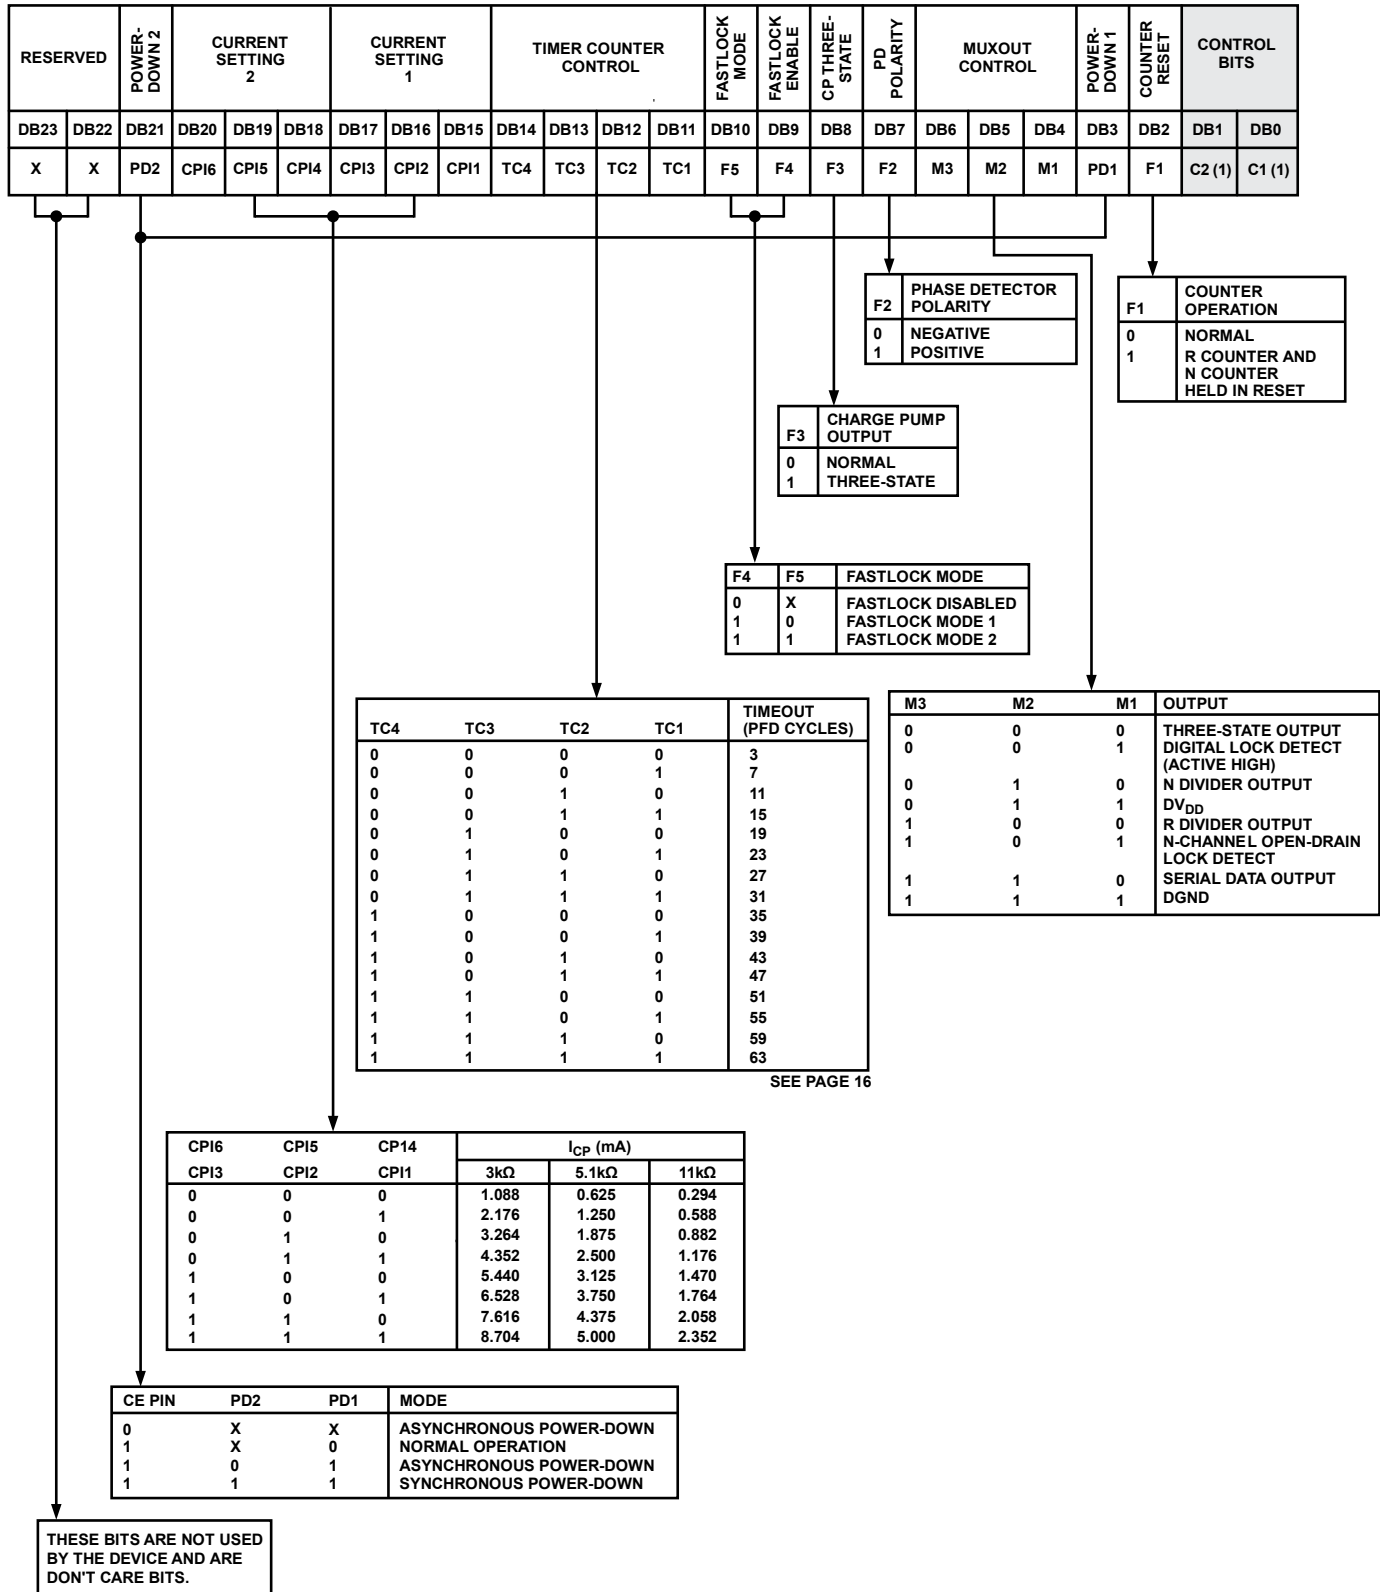 RESERVED
POWER-
DOWN 2
CURRENT
SETTING
2
CURRENT
SETTING
1
TIMER COUNTER
CONTROL
FASTLOCK
MODE
FASTLOCK
ENABLE
CP THREE-
STATE
PD
POLARITY
MUXOUT
CONTROL
POWER-
DOWN 1
COUNTER
RESET
CONTROL
BITS
DB23 DB22 DB21 DB20 DB19 DB18 DB17 DB16 DB15 DB14 DB13 DB12 DB11 DB10 DB9 DB8 DB7 DB6 DB5 DB4 DB3 DB2 DB1 DB0
X X PD2 CPI6 CPI5 CPI4 CPI3 CPI2 CPI1 TC4 TC3 TC2 TC1 F5 F4 F3 F2 M3 M2 M1 PD1 F1 C2 (1) C1 (1)
F2 PHASE DETECTOR
POLARITY
0 NEGATIVE
1 POSITIVE
F1 COUNTER
OPERATION
0 NORMAL
1 R COUNTER AND
N COUNTER
HELD IN RESET
F3 CHARGE PUMP
OUTPUT
0 NORMAL
1 THREE-STATE
F4 F5 FASTLOCK MODE
0 X FASTLOCK DISABLED
1 0 FASTLOCK MODE 1
1 1 FASTLOCK MODE 2
TC4 TC3 TC2 TC1 TIMEOUT
(PFD CYCLES)
0 0 0 0 3
0 0 0 1 7
0 0 1 0 11
0 0 1 1 15
0 1 0 0 19
0 1 0 1 23
0 1 1 0 27
0 1 1 1 31
1 0 0 0 35
1 0 0 1 39
1 0 1 0 43
1 0 1 1 47
1 1 0 0 51
1 1 0 1 55
1 1 1 0 59
1 1 1 1 63
SEE PAGE 16
M3 M2 M1 OUTPUT
0 0 0 THREE-STATE OUTPUT
0 0 1 DIGITAL LOCK DETECT
(ACTIVE HIGH)
0 1 0 N DIVIDER OUTPUT
0 1 1 DVDD
1 0 0 R DIVIDER OUTPUT
1 0 1 N-CHANNEL OPEN-DRAIN
LOCK DETECT
1 1 0 SERIAL DATA OUTPUT
1 1 1 DGND
CPI6 CPI5 CP14 ICP (mA)
CPI3 CPI2 CPI1 3kΩ 5.1kΩ 11kΩ
0 0 0 1.088 0.625 0.294
0 0 1 2.176 1.250 0.588
0 1 0 3.264 1.875 0.882
0 1 1 4.352 2.500 1.176
1 0 0 5.440 3.125 1.470
1 0 1 6.528 3.750 1.764
1 1 0 7.616 4.375 2.058
1 1 1 8.704 5.000 2.352
CE PIN PD2 PD1 MODE
0 X X ASYNCHRONOUS POWER-DOWN
1 X 0 NORMAL OPERATION
1 0 1 ASYNCHRONOUS POWER-DOWN
1 1 1 SYNCHRONOUS POWER-DOWN
THESE BITS ARE NOT USED
BY THE DEVICE AND ARE
DON'T CARE BITS.